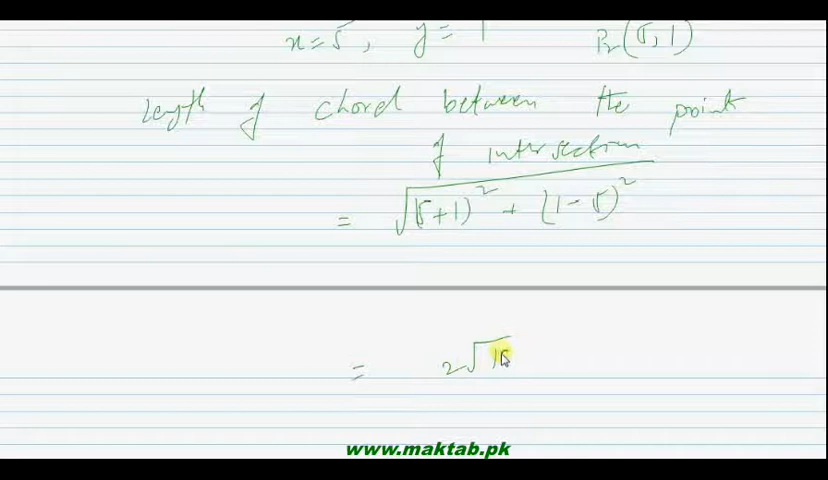 x = 5, y = 1 P₂(5, 1)
length of chord between the point
of intersection
= √(5+1)² + (1-5)²
= 2√
www.maktab.pk